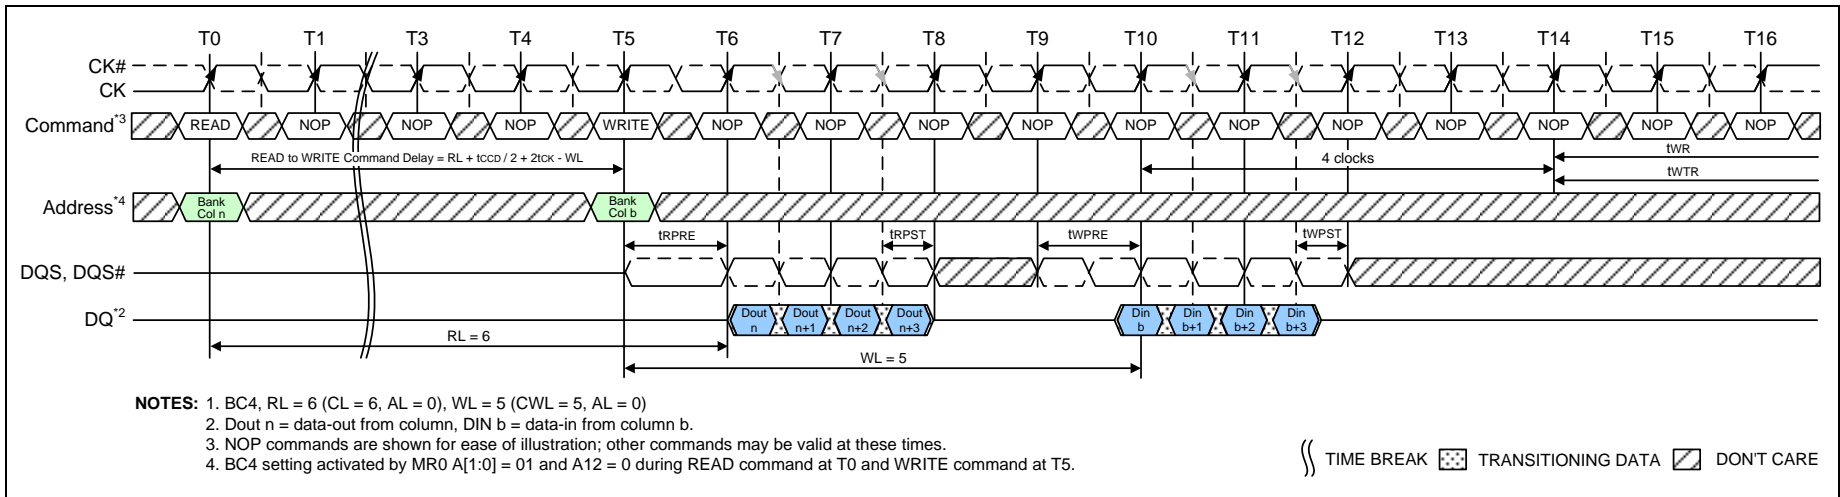 T0 T1 T3 T4 T5 T6 T7 T8 T9 T10 T11 T12 T13 T14 T15 T16
CK#
CK
Command*3 READ NOP NOP NOP WRITE NOP NOP NOP NOP NOP NOP NOP NOP NOP NOP NOP
READ to WRITE Command Delay = RL + tCCD / 2 + 2tCK - WL
4 clocks
tWR
tWTR
Address*4
Bank
Col n
Bank
Col b
tRPRE tRPST tWPRE tWPST
DQS, DQS#
DQ*2
Dout
n
Dout
n+1
Dout
n+2
Dout
n+3
Din
b
Din
b+1
Din
b+2
Din
b+3
RL = 6
WL = 5
NOTES: 1. BC4, RL = 6 (CL = 6, AL = 0), WL = 5 (CWL = 5, AL = 0)
2. Dout n = data-out from column, DIN b = data-in from column b.
3. NOP commands are shown for ease of illustration; other commands may be valid at these times.
4. BC4 setting activated by MR0 A[1:0] = 01 and A12 = 0 during READ command at T0 and WRITE command at T5.
TIME BREAK TRANSITIONING DATA DON'T CARE